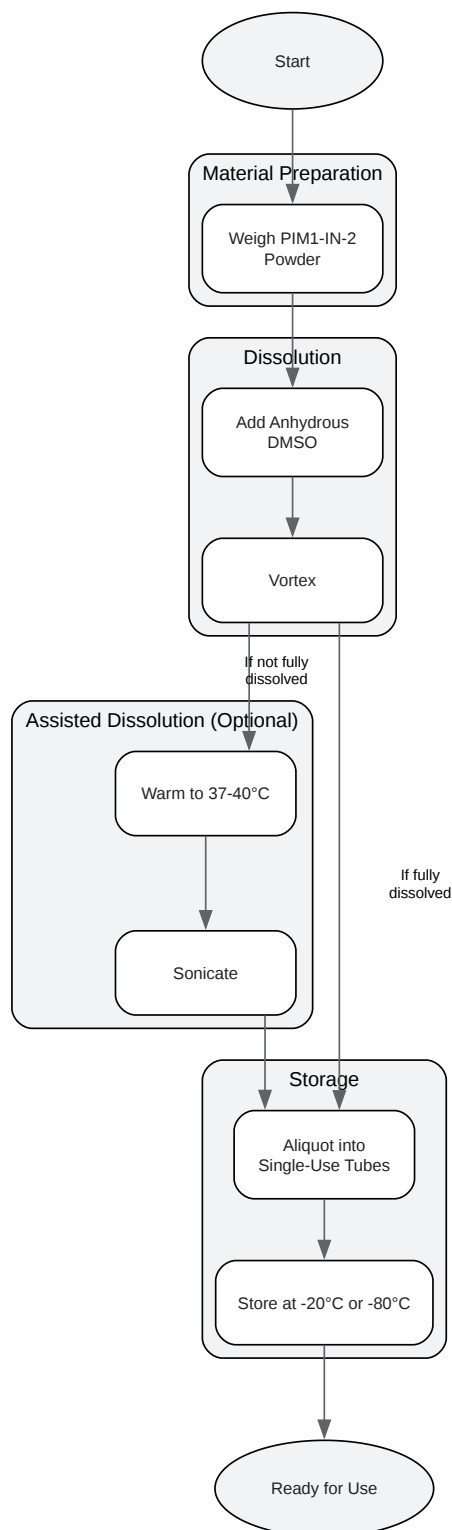 Start
Material Preparation
Weigh PIM1-IN-2
Powder
Dissolution
Add Anhydrous
DMSO
Vortex
If not fully
dissolved
Assisted Dissolution (Optional)
Warm to 37-40°C
If fully
dissolved
Sonicate
Storage
Aliquot into
Single-Use Tubes
Store at -20°C or -80°C
Ready for Use